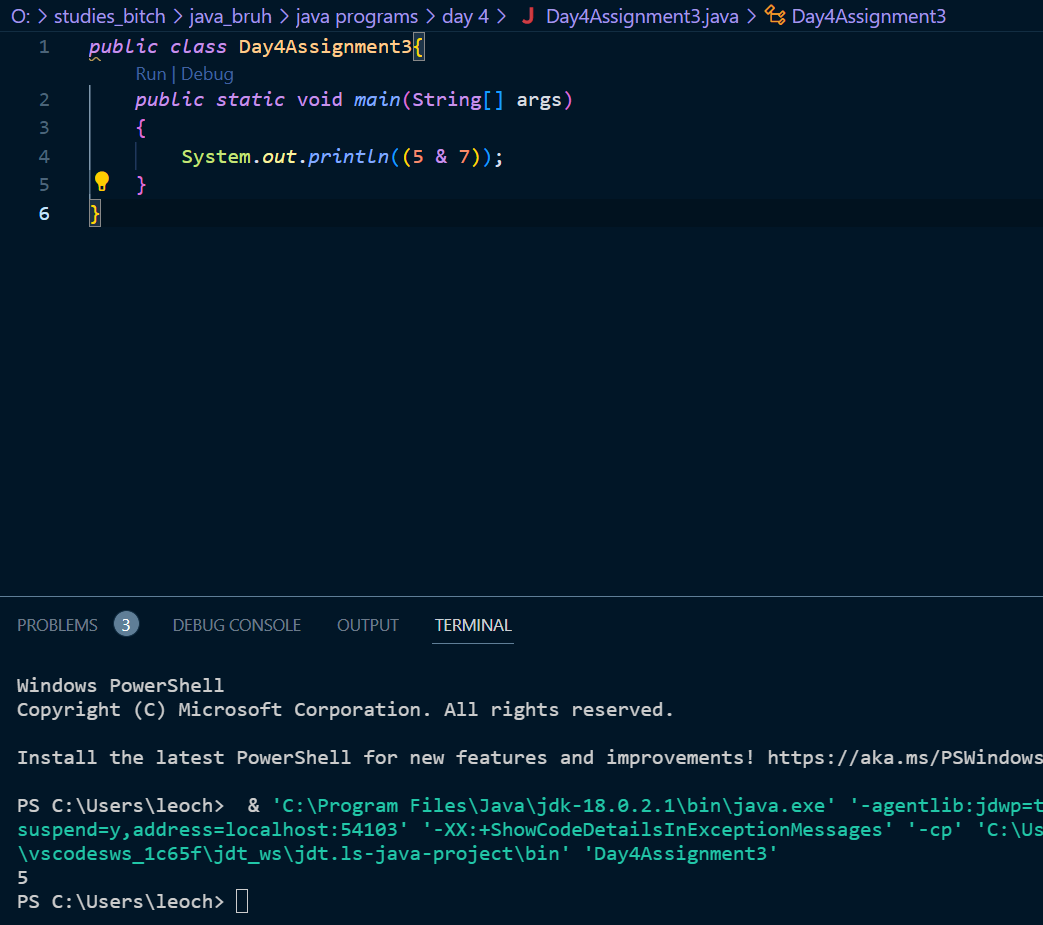 O: > studies_bitch > java_bruh > java programs > day 4 > J Day4Assignment3.java > Day4Assignment3
1 public class Day4Assignment3{
Run | Debug
2 public static void main(String[] args)
3 {
4 System.out.println((5 & 7));
5 }
6 }
PROBLEMS 3 DEBUG CONSOLE OUTPUT TERMINAL
Windows PowerShell
Copyright (C) Microsoft Corporation. All rights reserved.
Install the latest PowerShell for new features and improvements! https://aka.ms/PSWindows
PS C:\Users\leoch>  & 'C:\Program Files\Java\jdk-18.0.2.1\bin\java.exe' '-agentlib:jdwp=t
suspend=y,address=localhost:54103' '-XX:+ShowCodeDetailsInExceptionMessages' '-cp' 'C:\Us
\vscodesws_1c65f\jdt_ws\jdt.ls-java-project\bin' 'Day4Assignment3'
5
PS C:\Users\leoch>